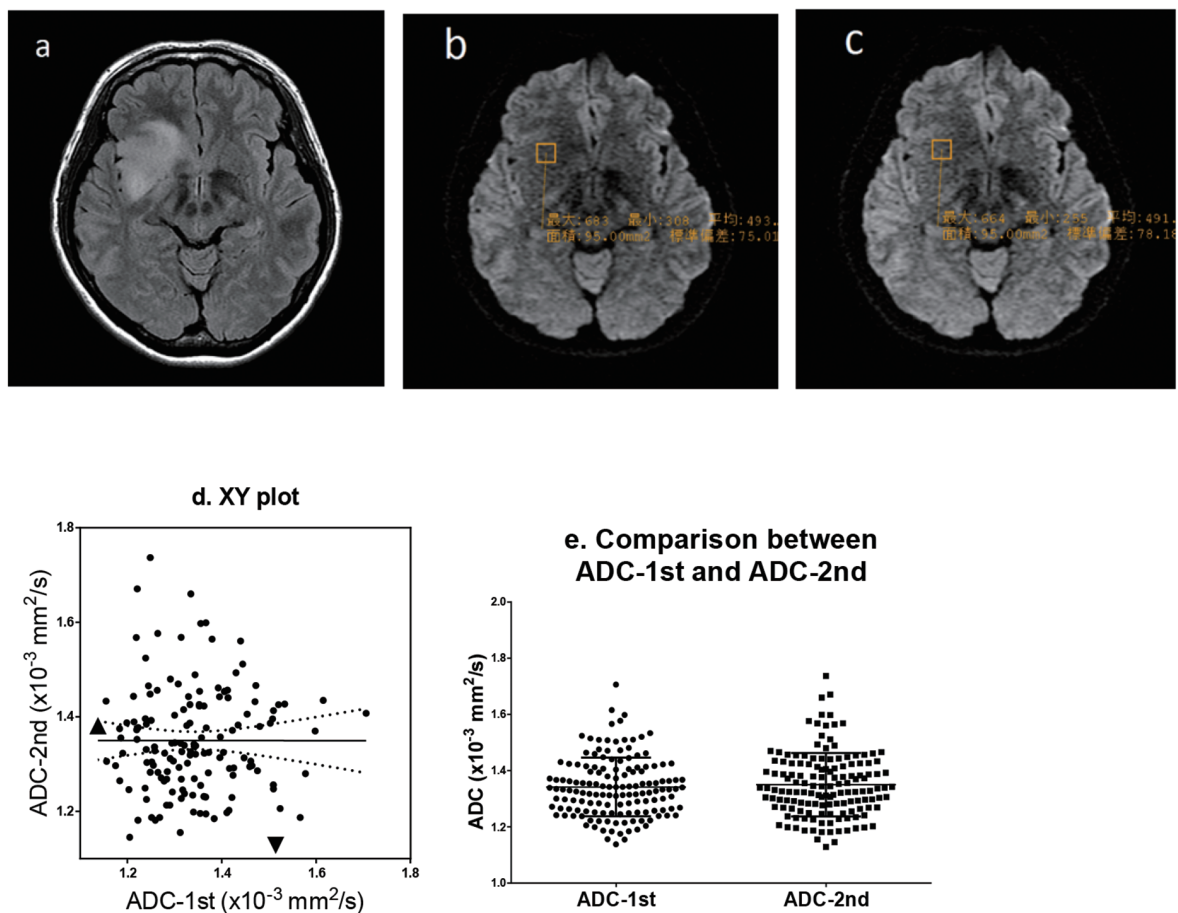 a
b
最大:683 最小:308 平均:493.
面積:95.00mm2 標準偏差:75.01
c
最大:664 最小:255 平均:491.
面積:95.00mm2 標準偏差:78.18
d. XY plot
1.8
1.6
1.4
1.2
ADC-2nd (x10⁻³ mm²/s)
1.2 1.4 1.6 1.8
ADC-1st (x10⁻³ mm²/s)
e. Comparison between
ADC-1st and ADC-2nd
2.0
1.8
1.6
1.4
1.2
1.0
ADC (x10⁻³ mm²/s)
ADC-1st ADC-2nd